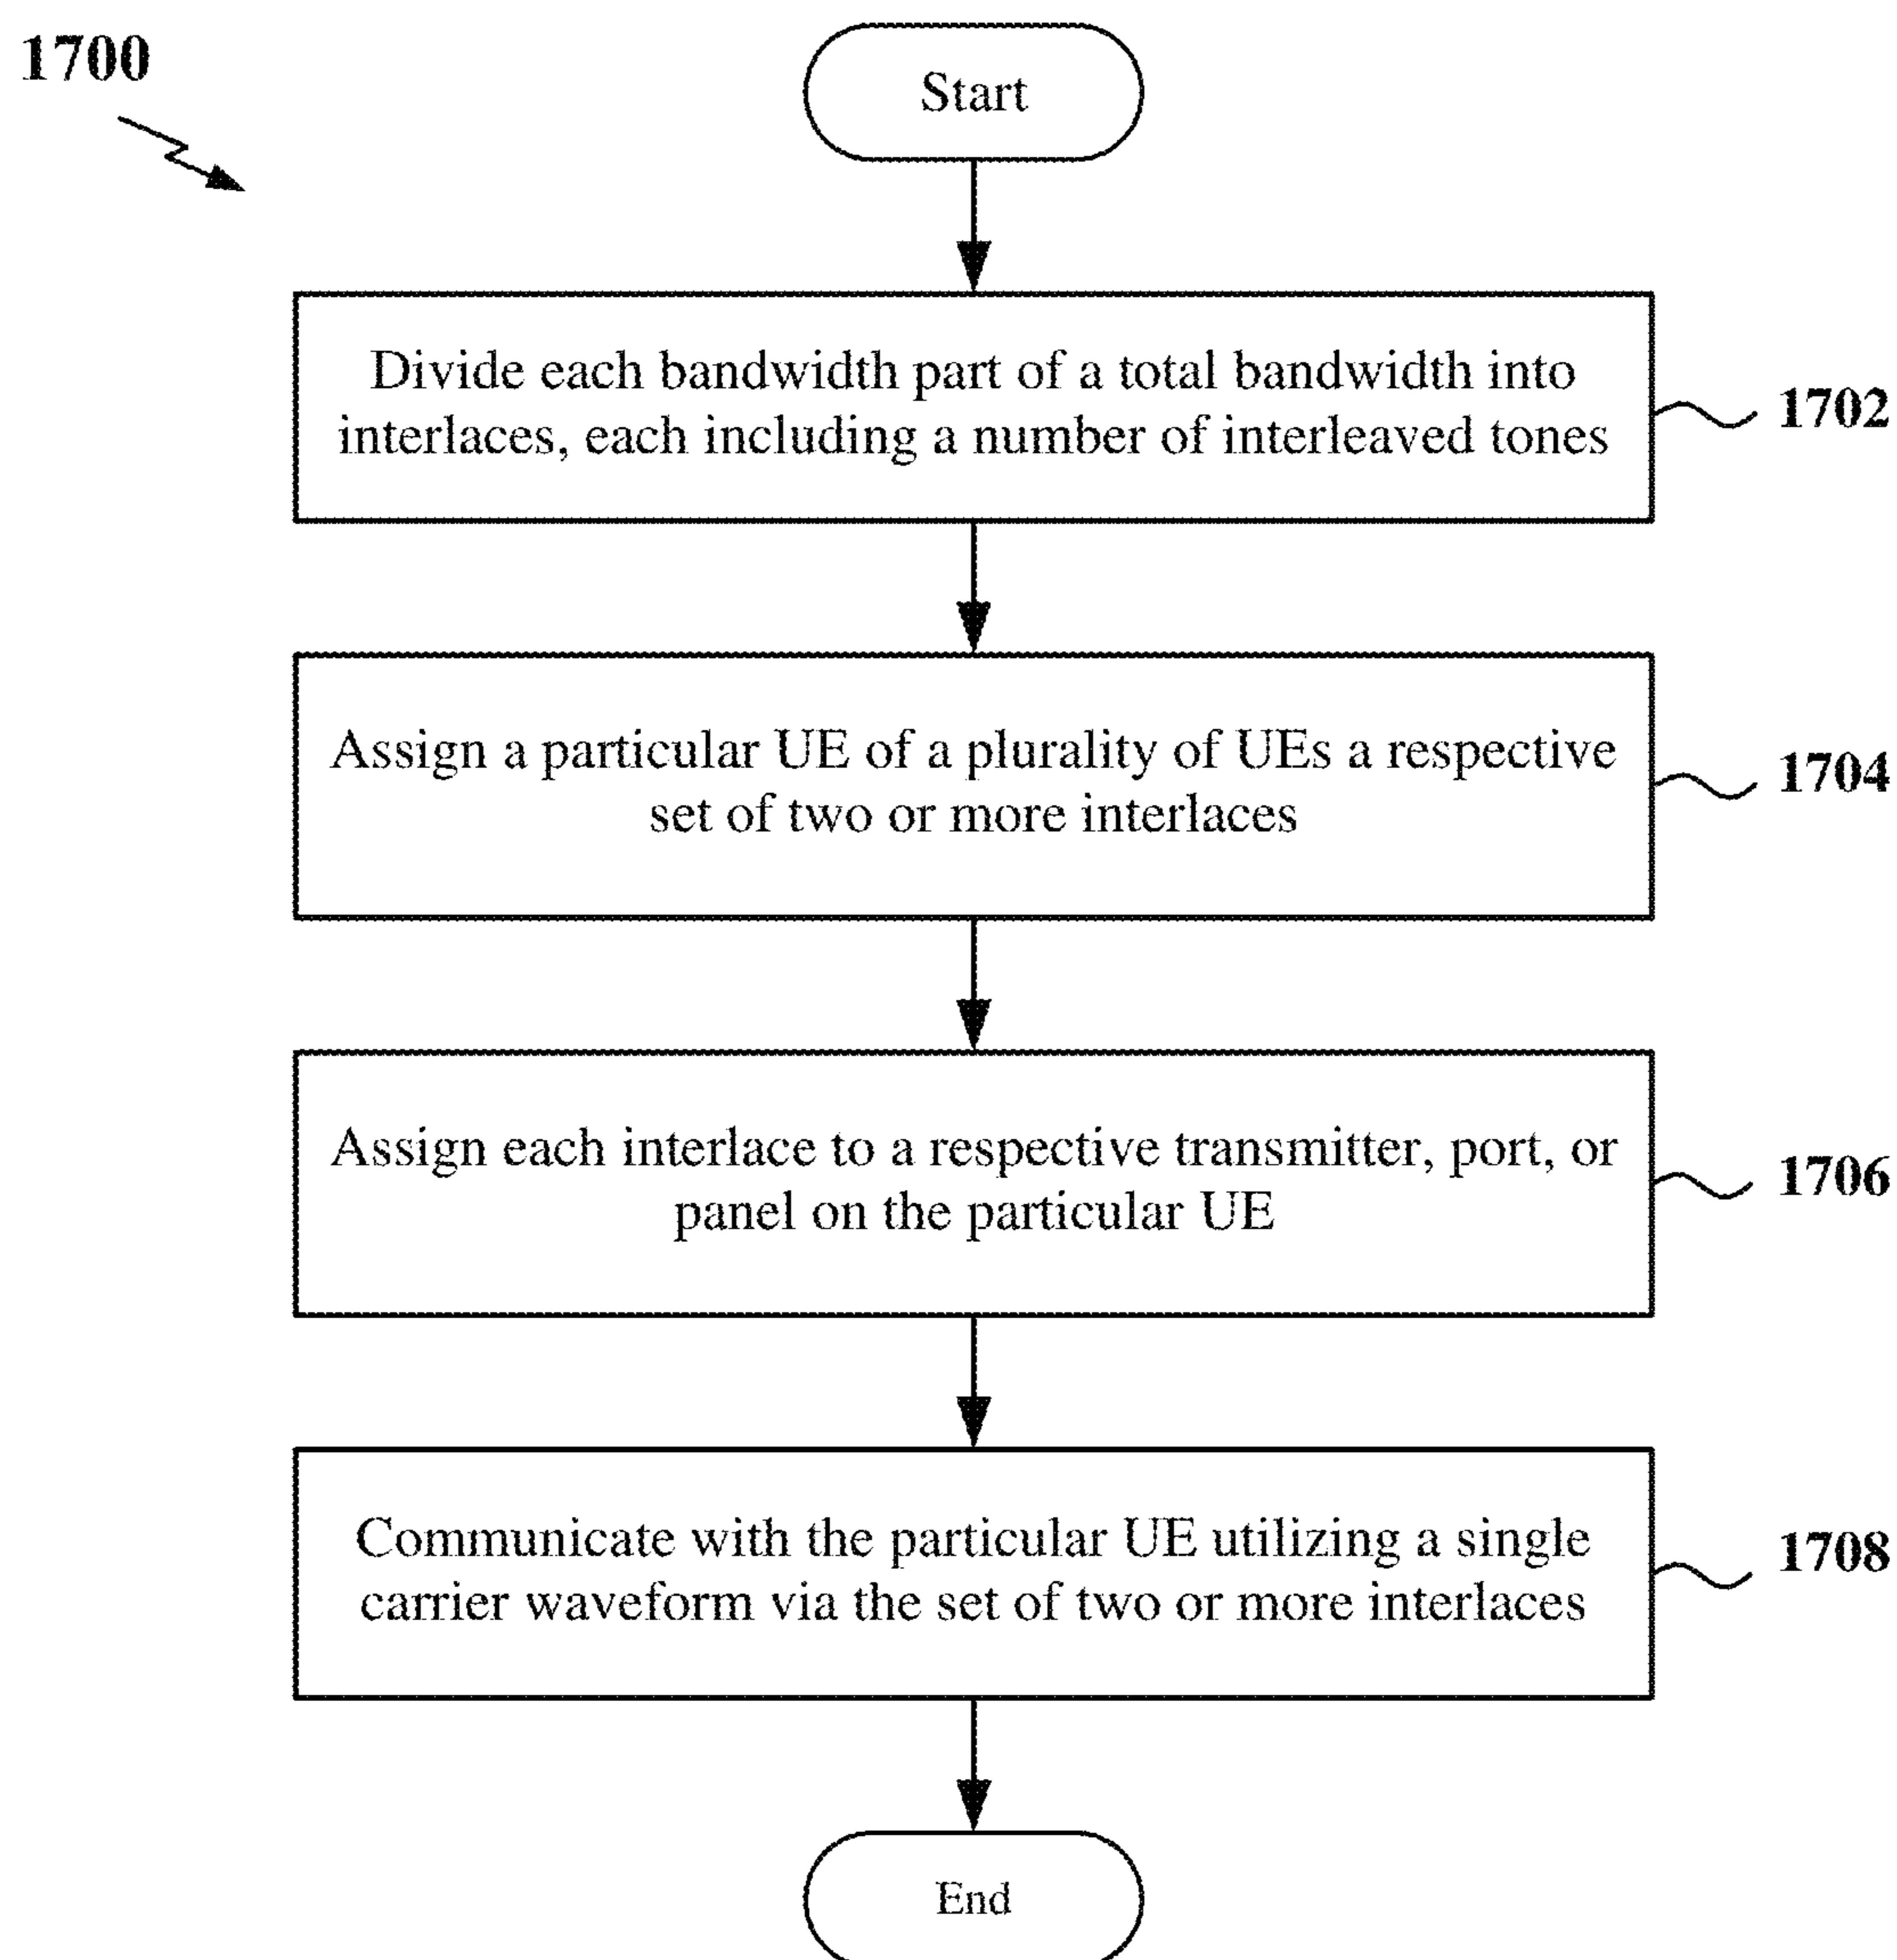 1700
Start
Divide each bandwidth part of a total bandwidth into
interlaces, each including a number of interleaved tones
1702
Assign a particular UE of a plurality of UEs a respective
set of two or more interlaces
1704
Assign each interlace to a respective transmitter, port, or
panel on the particular UE
1706
Communicate with the particular UE utilizing a single
carrier waveform via the set of two or more interlaces
1708
End